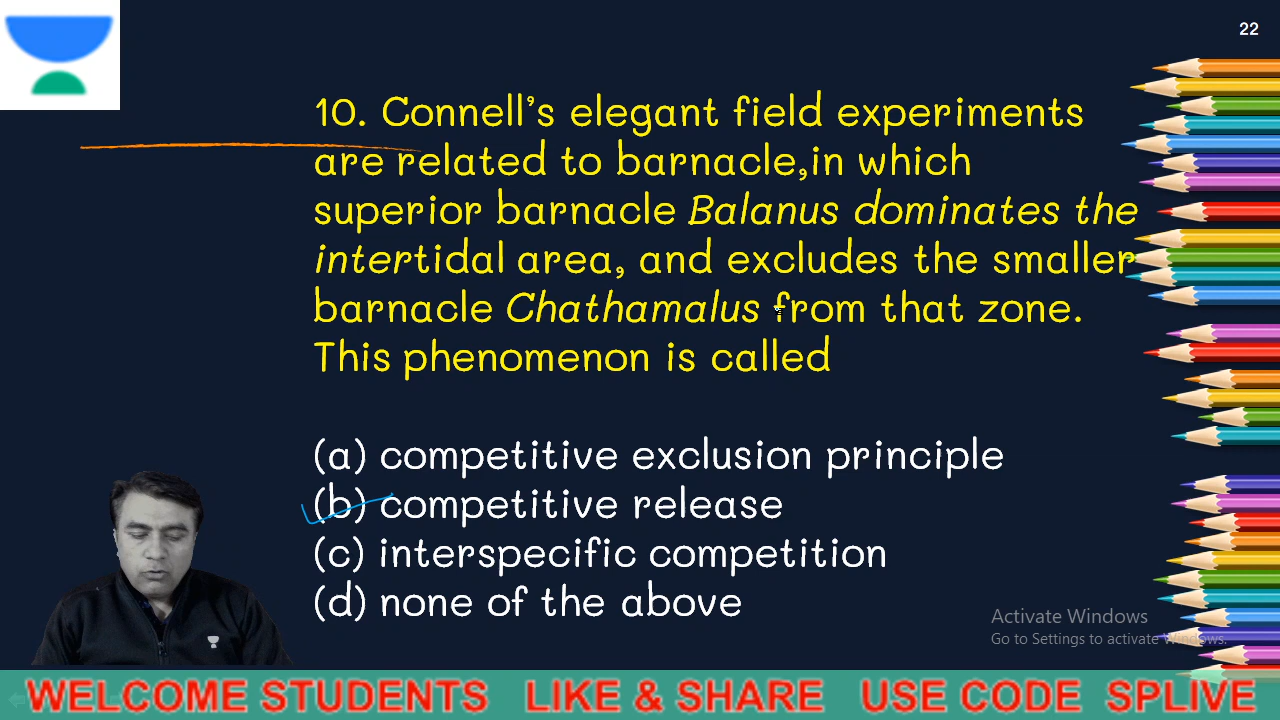 22
10. Connell's elegant field experiments
are related to barnacle,in which
superior barnacle Balanus dominates the
intertidal area, and excludes the smaller
barnacle Chathamalus from that zone.
This phenomenon is called
(a) competitive exclusion principle
(b) competitive release
(c) interspecific competition
(d) none of the above
Activate Windows
Go to Settings to activate Windows.
WELCOME STUDENTS LIKE & SHARE USE CODE SPLIVE